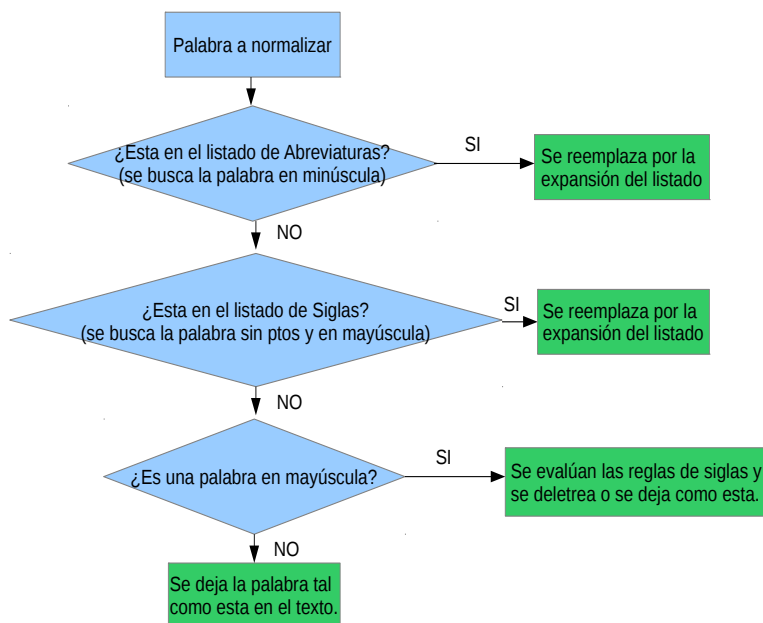 Palabra a normalizar
¿Esta en el listado de Abreviaturas?
(se busca la palabra en minúscula)
SI
Se reemplaza por la
expansión del listado
NO
¿Esta en el listado de Siglas?
(se busca la palabra sin ptos y en mayúscula)
SI
Se reemplaza por la
expansión del listado
NO
¿Es una palabra en mayúscula?
SI
Se evalúan las reglas de siglas y
se deletrea o se deja como esta.
NO
Se deja la palabra tal
como esta en el texto.